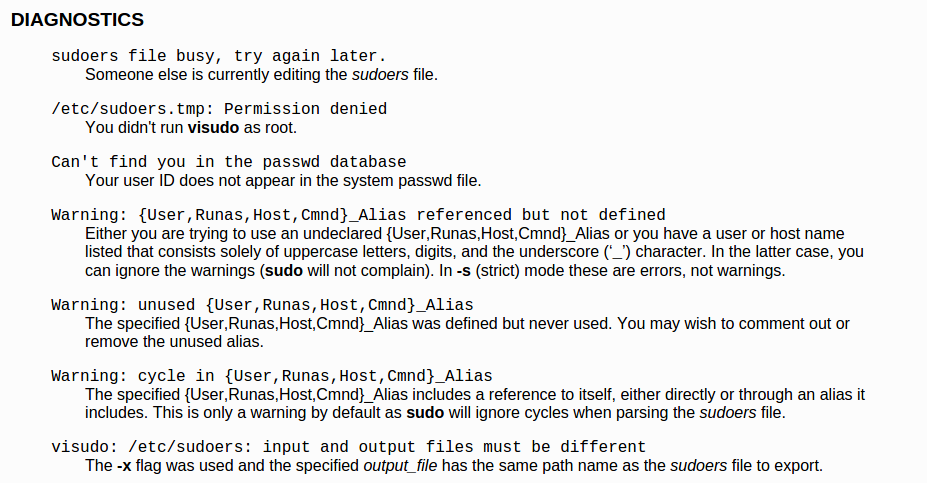 DIAGNOSTICS
sudoers file busy, try again later.
Someone else is currently editing the sudoers file.
/etc/sudoers.tmp: Permission denied
You didn't run visudo as root.
Can't find you in the passwd database
Your user ID does not appear in the system passwd file.
Warning: {User,Runas,Host,Cmnd}_Alias referenced but not defined
Either you are trying to use an undeclared {User,Runas,Host,Cmnd}_Alias or you have a user or host name
listed that consists solely of uppercase letters, digits, and the underscore (‘_’) character. In the latter case, you
can ignore the warnings (sudo will not complain). In -s (strict) mode these are errors, not warnings.
Warning: unused {User,Runas,Host,Cmnd}_Alias
The specified {User,Runas,Host,Cmnd}_Alias was defined but never used. You may wish to comment out or
remove the unused alias.
Warning: cycle in {User,Runas,Host,Cmnd}_Alias
The specified {User,Runas,Host,Cmnd}_Alias includes a reference to itself, either directly or through an alias it
includes. This is only a warning by default as sudo will ignore cycles when parsing the sudoers file.
visudo: /etc/sudoers: input and output files must be different
The -x flag was used and the specified output_file has the same path name as the sudoers file to export.